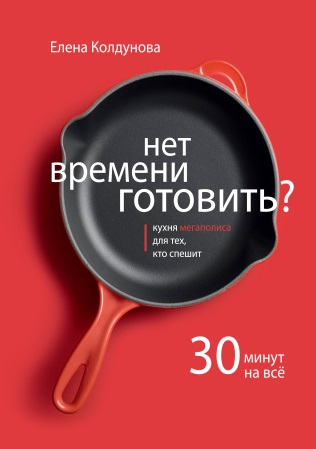 Елена Колдунова
нет
времени
готовить?
кухня мегаполиса
для тех,
кто спешит
30 минут
на всё